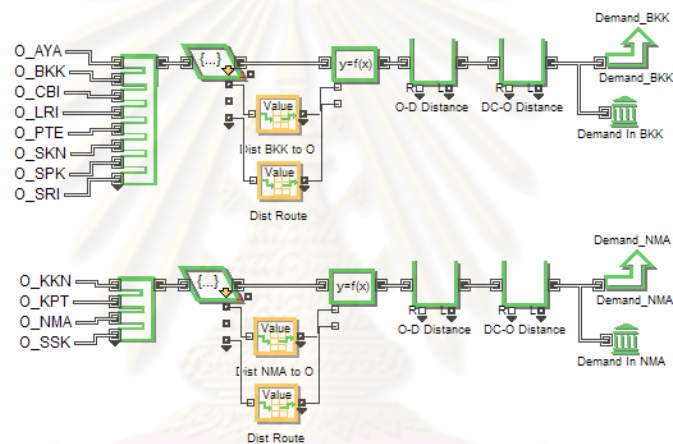 Demand_BKK
O_AYA
O_BKK
O_CBI
O_LRI
O_PTE
O_SKN
O_SPK
O_SRI
{...}
y=f(x)
R L
R L
Demand_BKK
O-D Distance
DC-O Distance
Value
Demand In BKK
Dist BKK to O
Value
Dist Route
Demand_NMA
O_KKN
O_KPT
O_NMA
O_SSK
{...}
y=f(x)
R L
R L
Demand_NMA
O-D Distance
DC-O Distance
Value
Demand In NMA
Dist NMA to O
Value
Dist Route